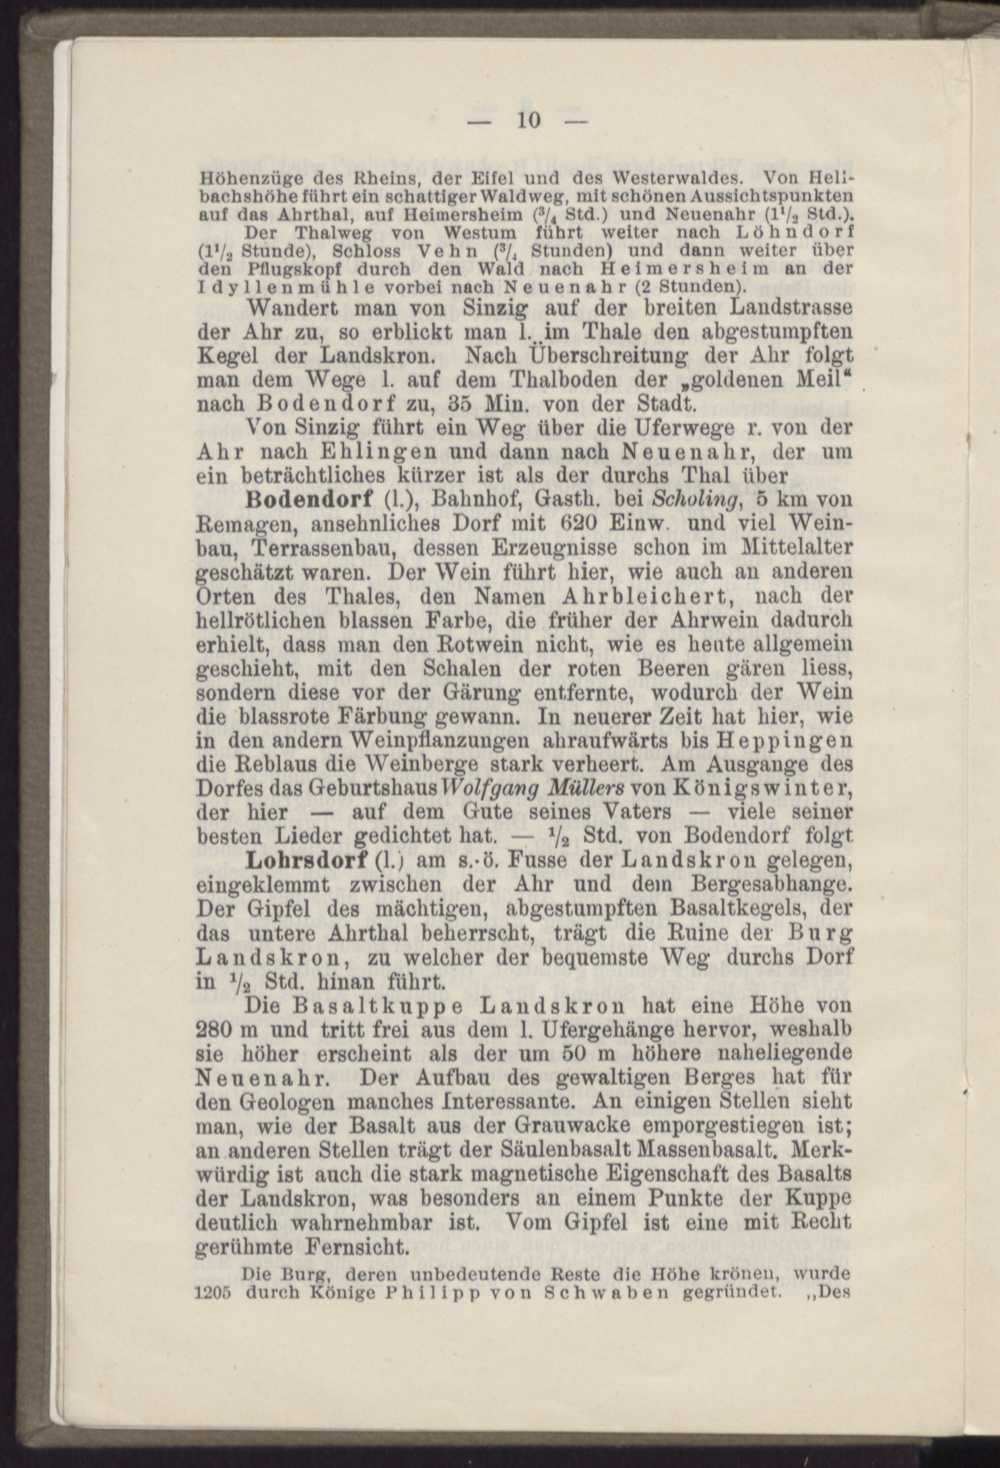 — 10 —
Höhenzüge des Rheins, der Eifel und des Westerwaldes. Von Hell-
bachshöhe führt ein schattiger Waldweg, mit schönen Aussichtspunkten
auf das Ahrthal, auf Heimersheim (3/4 Std.) und Neuenahr (1 1/2 Std.).
Der Thalweg von Westum führt weiter nach Löhndorf
(1 1/2 Stunde), Schloss Vehn (3/4 Stunden) und dann weiter über
den Pflugskopf durch den Wald nach Heimersheim an der
Idyllenmühle vorbei nach Neuenahr (2 Stunden).
Wandert man von Sinzig auf der breiten Landstrasse
der Ahr zu, so erblickt man l. im Thale den abgestumpften
Kegel der Landskron. Nach Überschreitung der Ahr folgt
man dem Wege l. auf dem Thalboden der „goldenen Meil“
nach Bodendorf zu, 35 Min. von der Stadt.
Von Sinzig führt ein Weg über die Uferwege r. von der
Ahr nach Ehlingen und dann nach Neuenahr, der um
ein beträchtliches kürzer ist als der durchs Thal über
Bodendorf (l.), Bahnhof, Gasth. bei Scholing, 5 km von
Remagen, ansehnliches Dorf mit 620 Einw. und viel Wein-
bau, Terrassenbau, dessen Erzeugnisse schon im Mittelalter
geschätzt waren. Der Wein führt hier, wie auch an anderen
Orten des Thales, den Namen Ahrbleichert, nach der
hellrötlichen blassen Farbe, die früher der Ahrwein dadurch
erhielt, dass man den Rotwein nicht, wie es heute allgemein
geschieht, mit den Schalen der roten Beeren gären liess,
sondern diese vor der Gärung entfernte, wodurch der Wein
die blassrote Färbung gewann. In neuerer Zeit hat hier, wie
in den andern Weinpflanzungen ahraufwärts bis Heppingen
die Reblaus die Weinberge stark verheert. Am Ausgange des
Dorfes das Geburtshaus Wolfgang Müllers von Königswinter,
der hier — auf dem Gute seines Vaters — viele seiner
besten Lieder gedichtet hat. — 1/2 Std. von Bodendorf folgt
Lohrsdorf (l.) am s.-ö. Fusse der Landskron gelegen,
eingeklemmt zwischen der Ahr und dem Bergesabhange.
Der Gipfel des mächtigen, abgestumpften Basaltkegels, der
das untere Ahrthal beherrscht, trägt die Ruine der Burg
Landskron, zu welcher der bequemste Weg durchs Dorf
in 1/2 Std. hinan führt.
Die Basaltkuppe Landskron hat eine Höhe von
280 m und tritt frei aus dem l. Ufergehänge hervor, weshalb
sie höher erscheint als der um 50 m höhere naheliegende
Neuenahr. Der Aufbau des gewaltigen Berges hat für
den Geologen manches Interessante. An einigen Stellen sieht
man, wie der Basalt aus der Grauwacke emporgestiegen ist;
an anderen Stellen trägt der Säulenbasalt Massenbasalt. Merk-
würdig ist auch die stark magnetische Eigenschaft des Basalts
der Landskron, was besonders an einem Punkte der Kuppe
deutlich wahrnehmbar ist. Vom Gipfel ist eine mit Recht
gerühmte Fernsicht.
Die Burg, deren unbedeutende Reste die Höhe krönen, wurde
1205 durch Könige Philipp von Schwaben gegründet. „Des